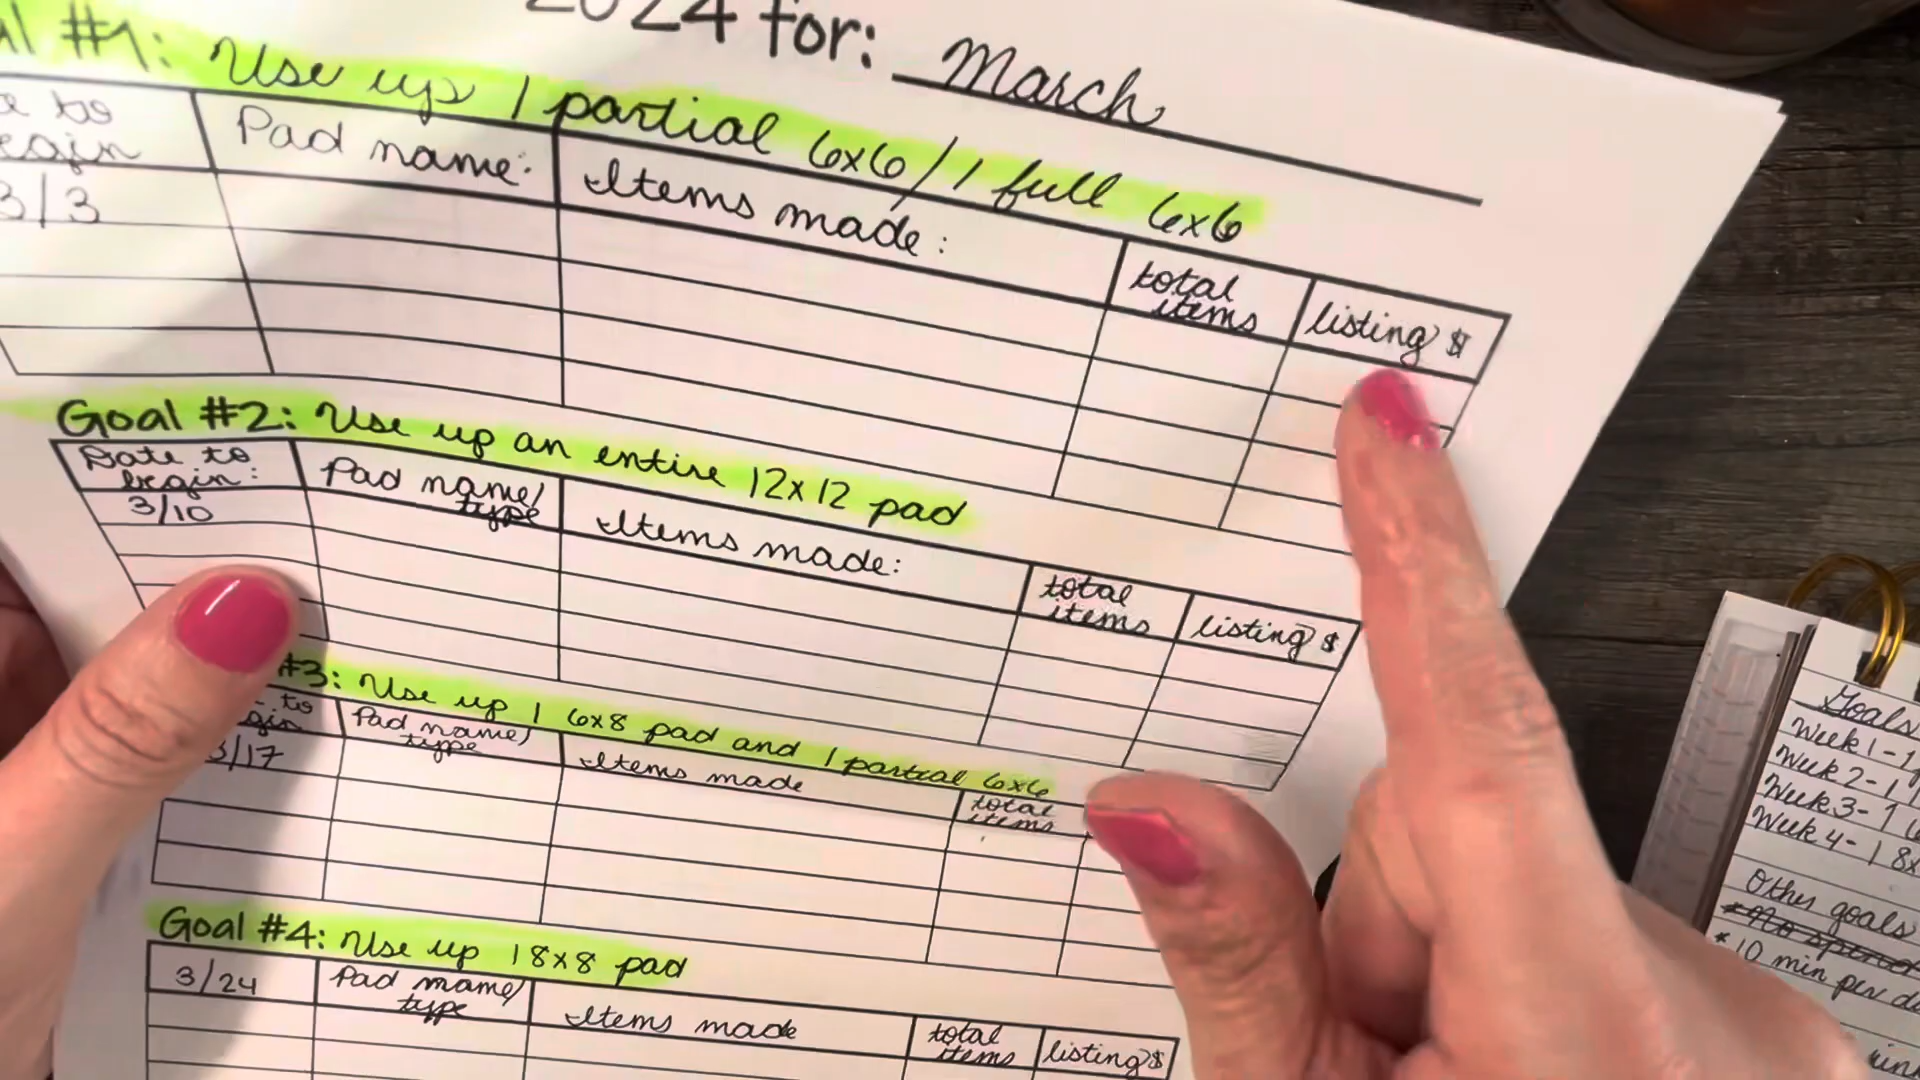 2024 for: March
#1: Use up 1 partial 6x6 / 1 full 6x6
to
Pad name:
Items made:
total
items
listing $
3/3
Goal #2: Use up an entire 12x12 pad
Date to
begin:
Pad name/
type
Items made:
total
items
listing $
3/10
#3: Use up 1 6x8 pad and 1 partial 6x6
to
Pad name/
type
Items made
total
items
3/17
Goal #4: Use up 1 8x8 pad
3/24
Pad name/
type
Items made
total
items
listing $
Goals
Week 1 - 1
Week 2 - 1
Week 3 - 1
Week 4 - 1 8x
Other goals
*10 min per